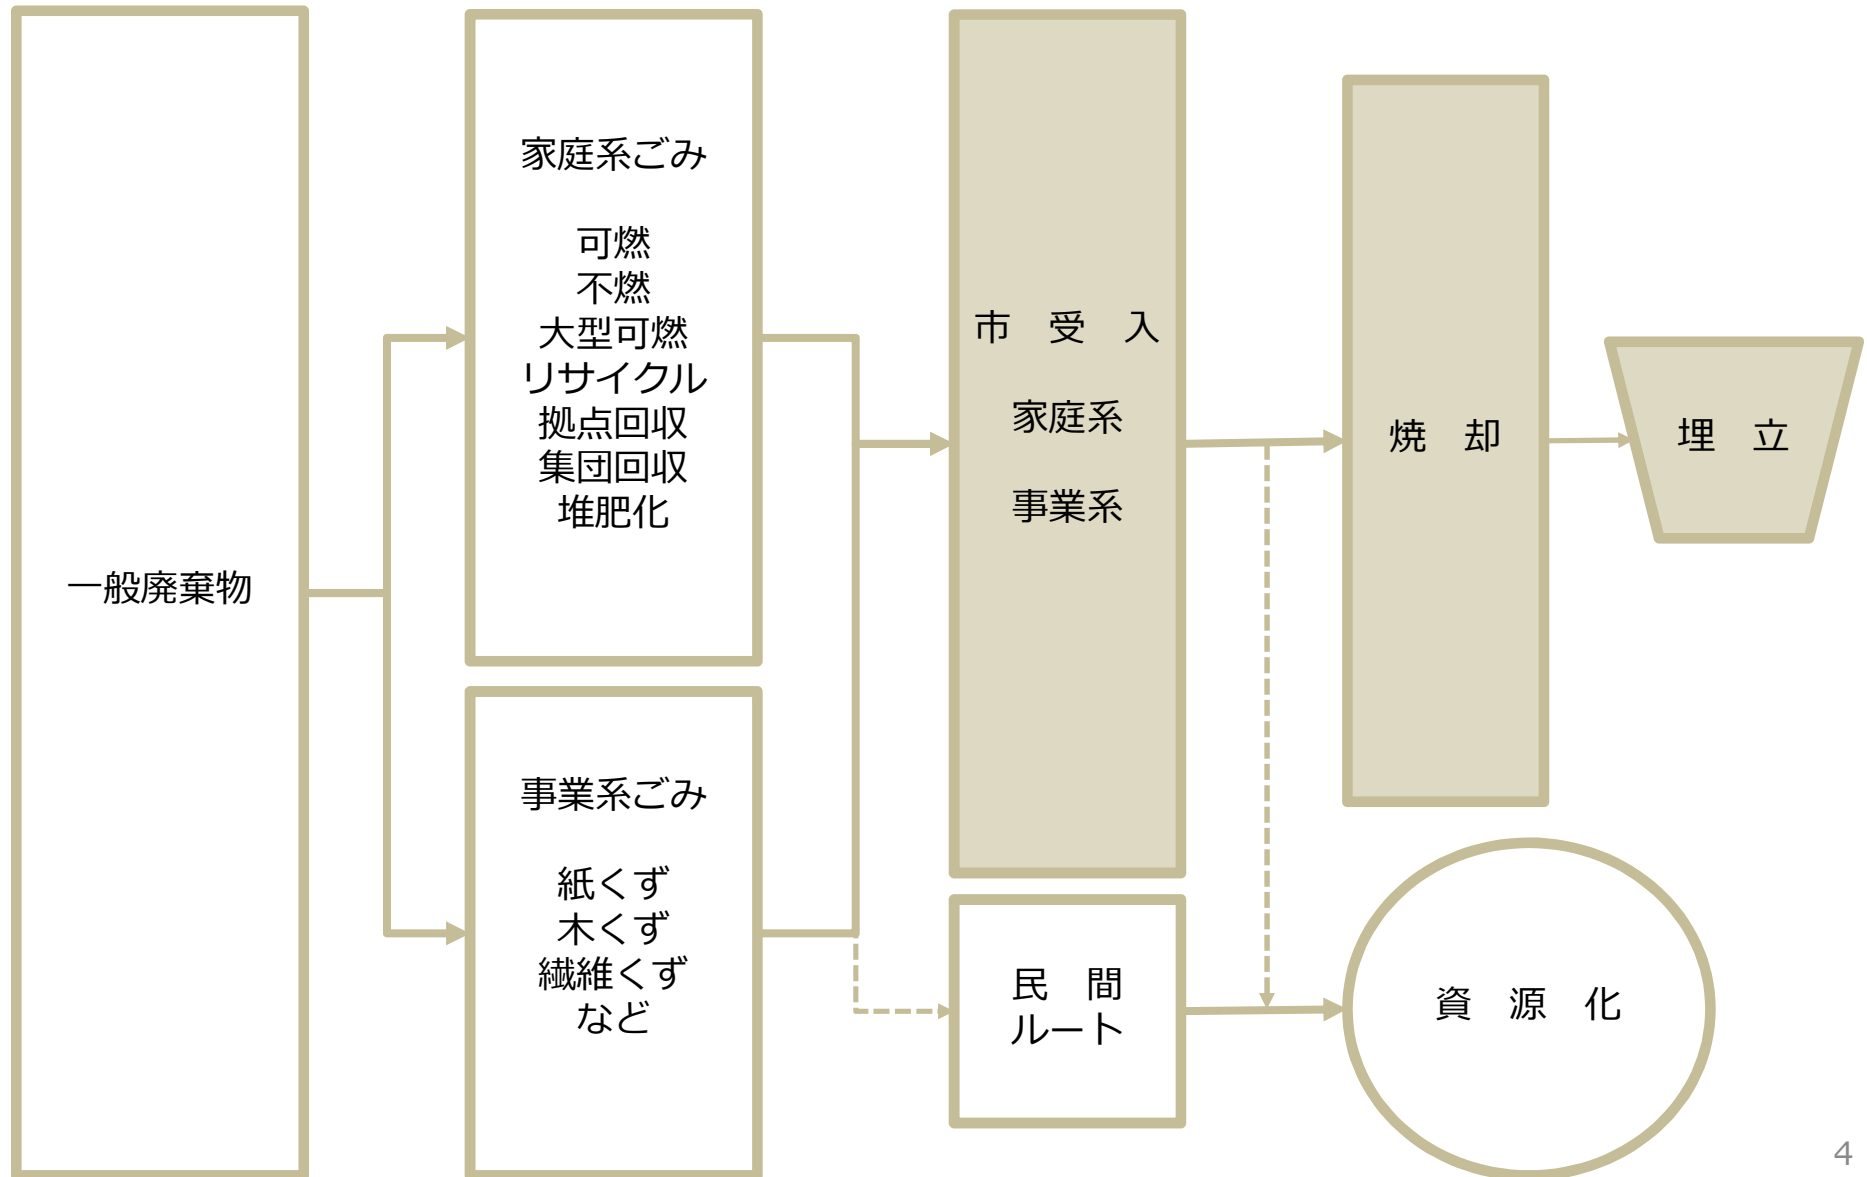 一般廃棄物
家庭系ごみ
可燃
不燃
大型可燃
リサイクル
拠点回収
集団回収
堆肥化
事業系ごみ
紙くず
木くず
繊維くず
など
市　受　入
家庭系
事業系
民　間
ルート
焼　却
埋　立
資　源　化
4